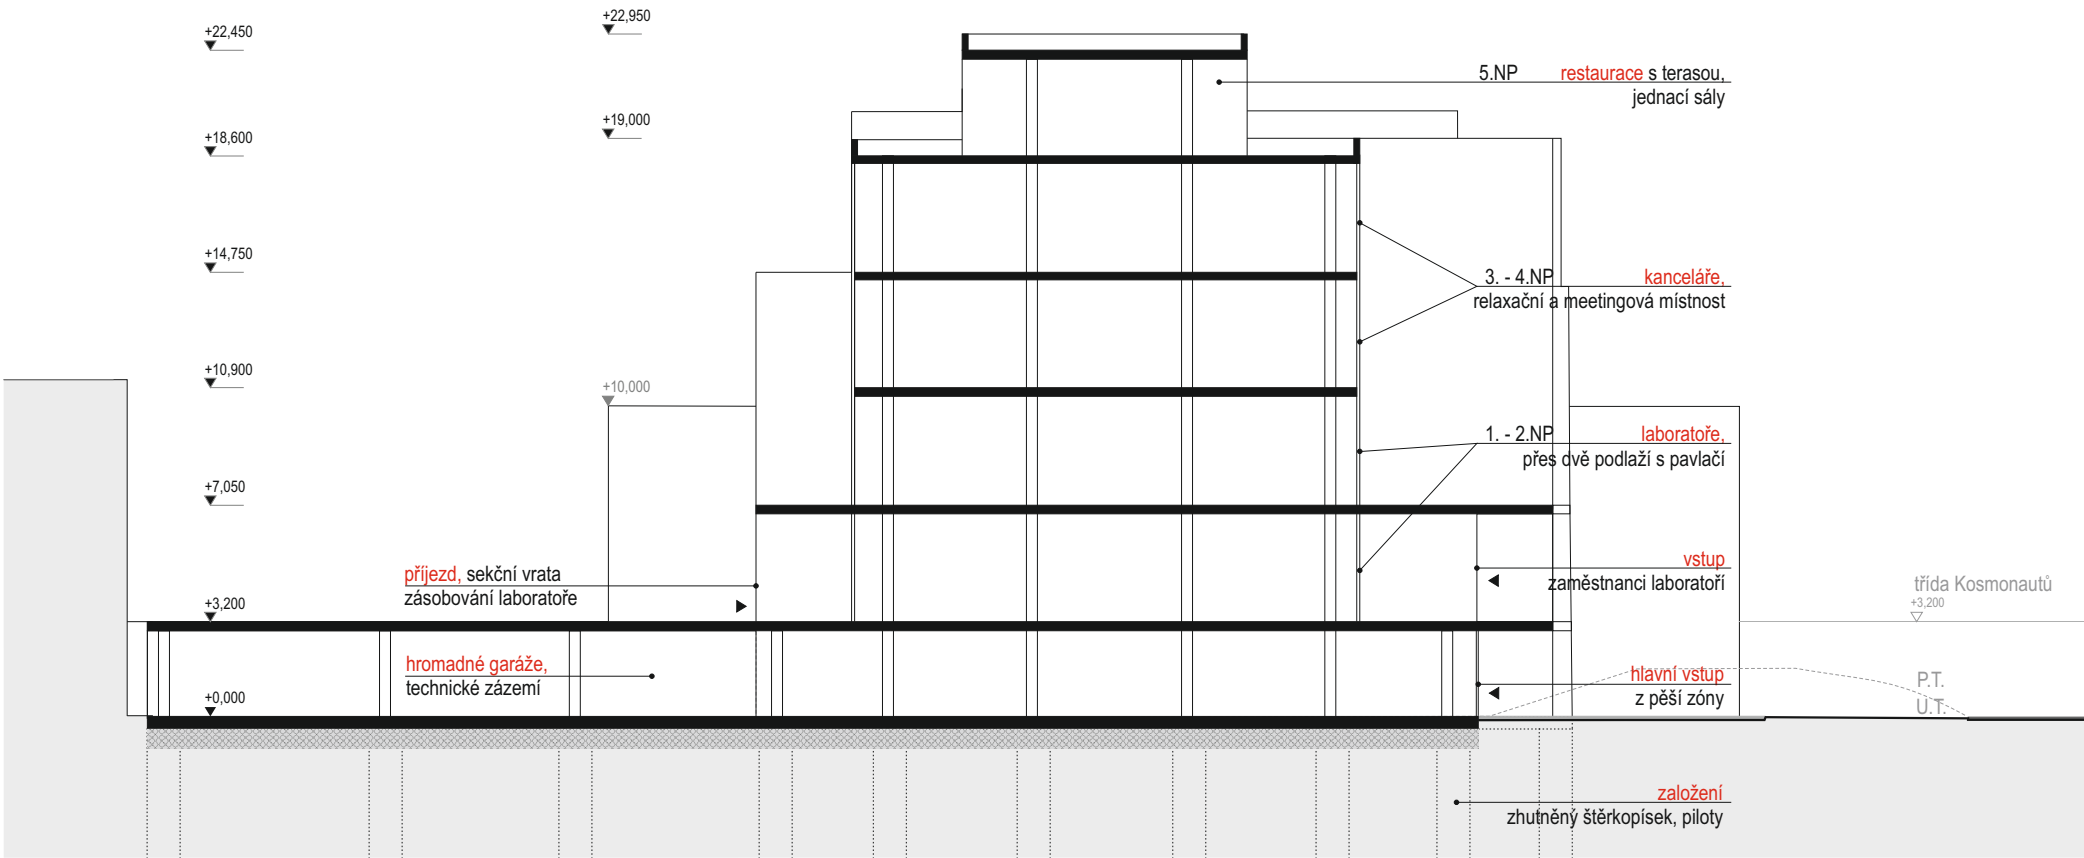 +22,450
+22,950
5.NP restaurace s terasou,
jednací sály
+19,000
+18,600
+14,750
3. - 4.NP kanceláře,
relaxační a meetingová místnost
+10,900
+10,000
1. - 2.NP laboratoře,
přes dvě podlaží s pavlačí
+7,050
příjezd, sekční vrata
zásobování laboratoře
vstup
zaměstnanci laboratoří
třída Kosmonautů
+3,200
+3,200
hromadné garáže,
technické zázemí
hlavní vstup
z pěší zóny
P.T.
U.T.
+0,000
založení
zhutněný štěrkopísek, piloty